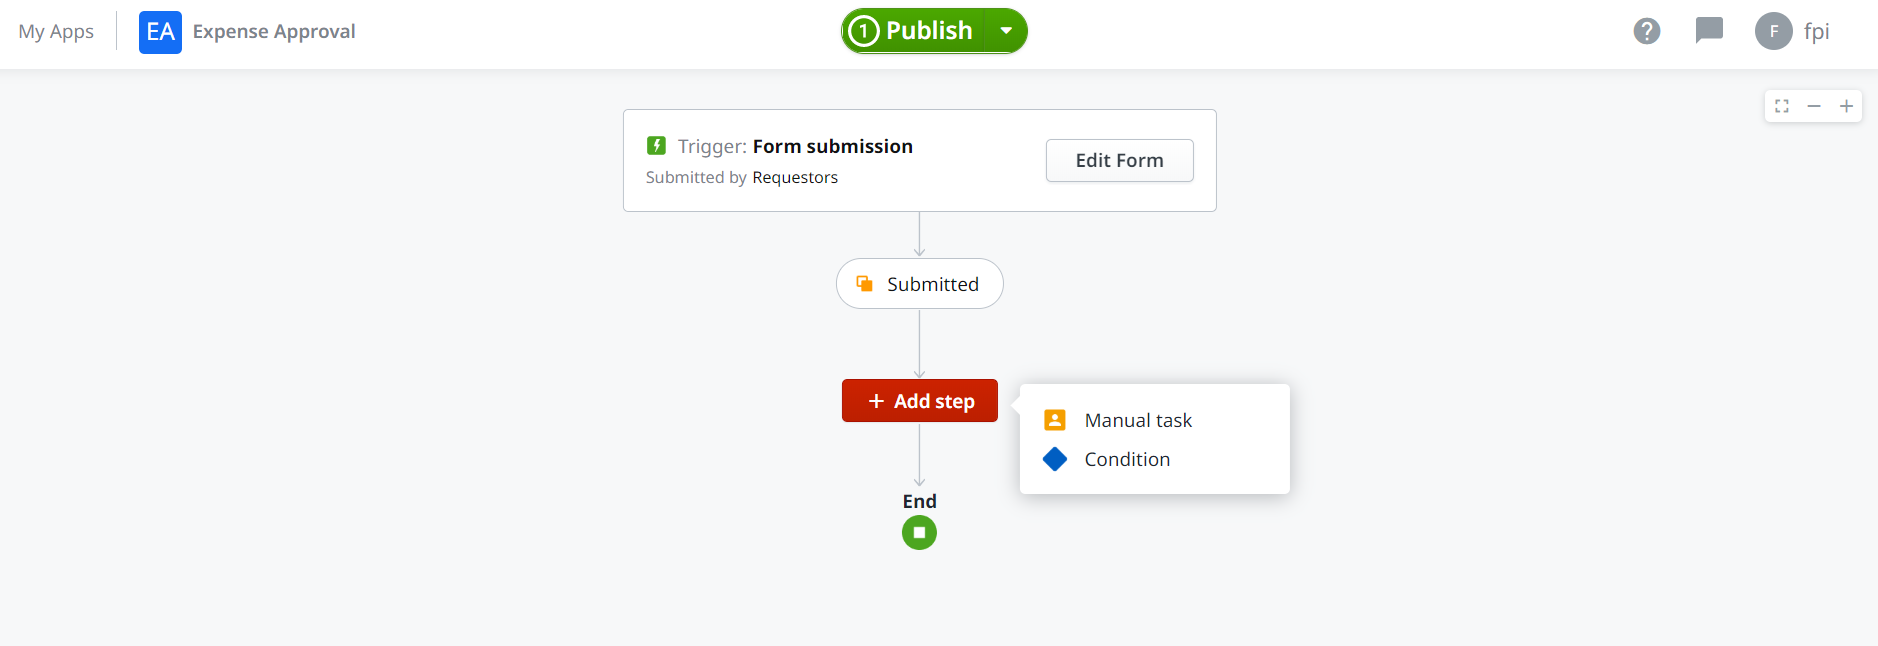 My Apps
EA Expense Approval
1 Publish
F fpi
Trigger: Form submission
Submitted by Requestors
Edit Form
Submitted
+ Add step
Manual task
Condition
End